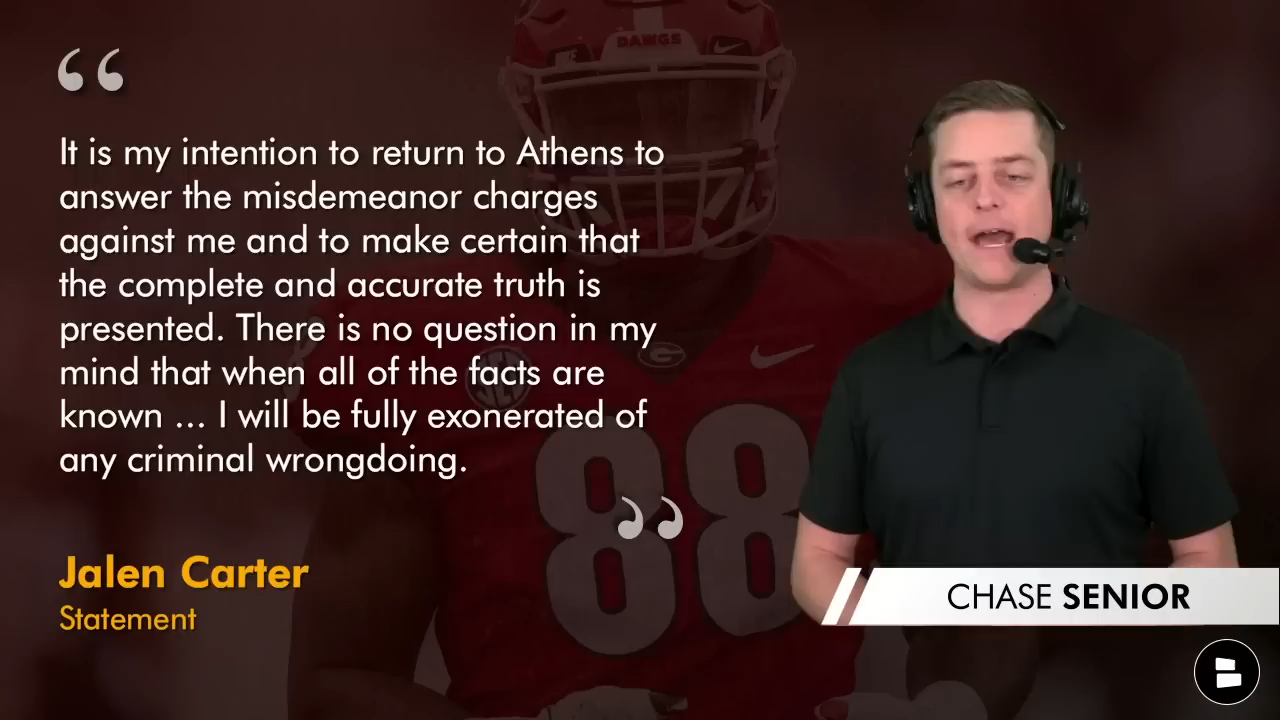 DAWGS
“
It is my intention to return to Athens to
answer the misdemeanor charges
against me and to make certain that
the complete and accurate truth is
presented. There is no question in my
mind that when all of the facts are
known ... I will be fully exonerated of
any criminal wrongdoing.
”
G
88
Jalen Carter
Statement
CHASE SENIOR